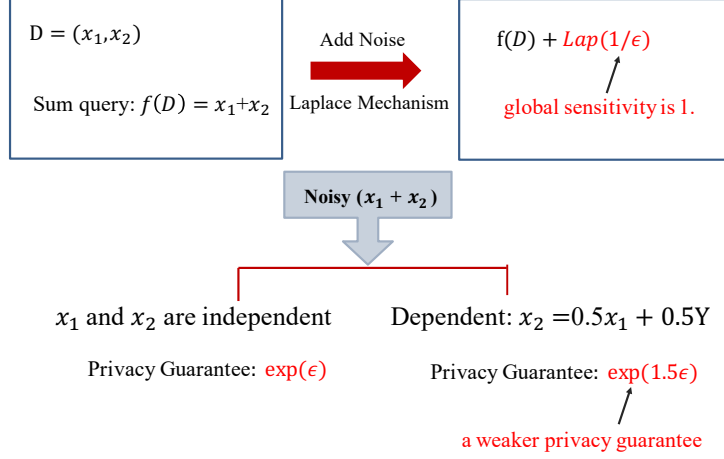 D = (x₁,x₂)
Sum query: f(D) = x₁+x₂
Add Noise
Laplace Mechanism
f(D) + Lap(1/ϵ)
global sensitivity is 1.
Noisy (x₁ + x₂)
x₁ and x₂ are independent
Privacy Guarantee: exp(ϵ)
Dependent: x₂ =0.5x₁ + 0.5Y
Privacy Guarantee: exp(1.5ϵ)
a weaker privacy guarantee